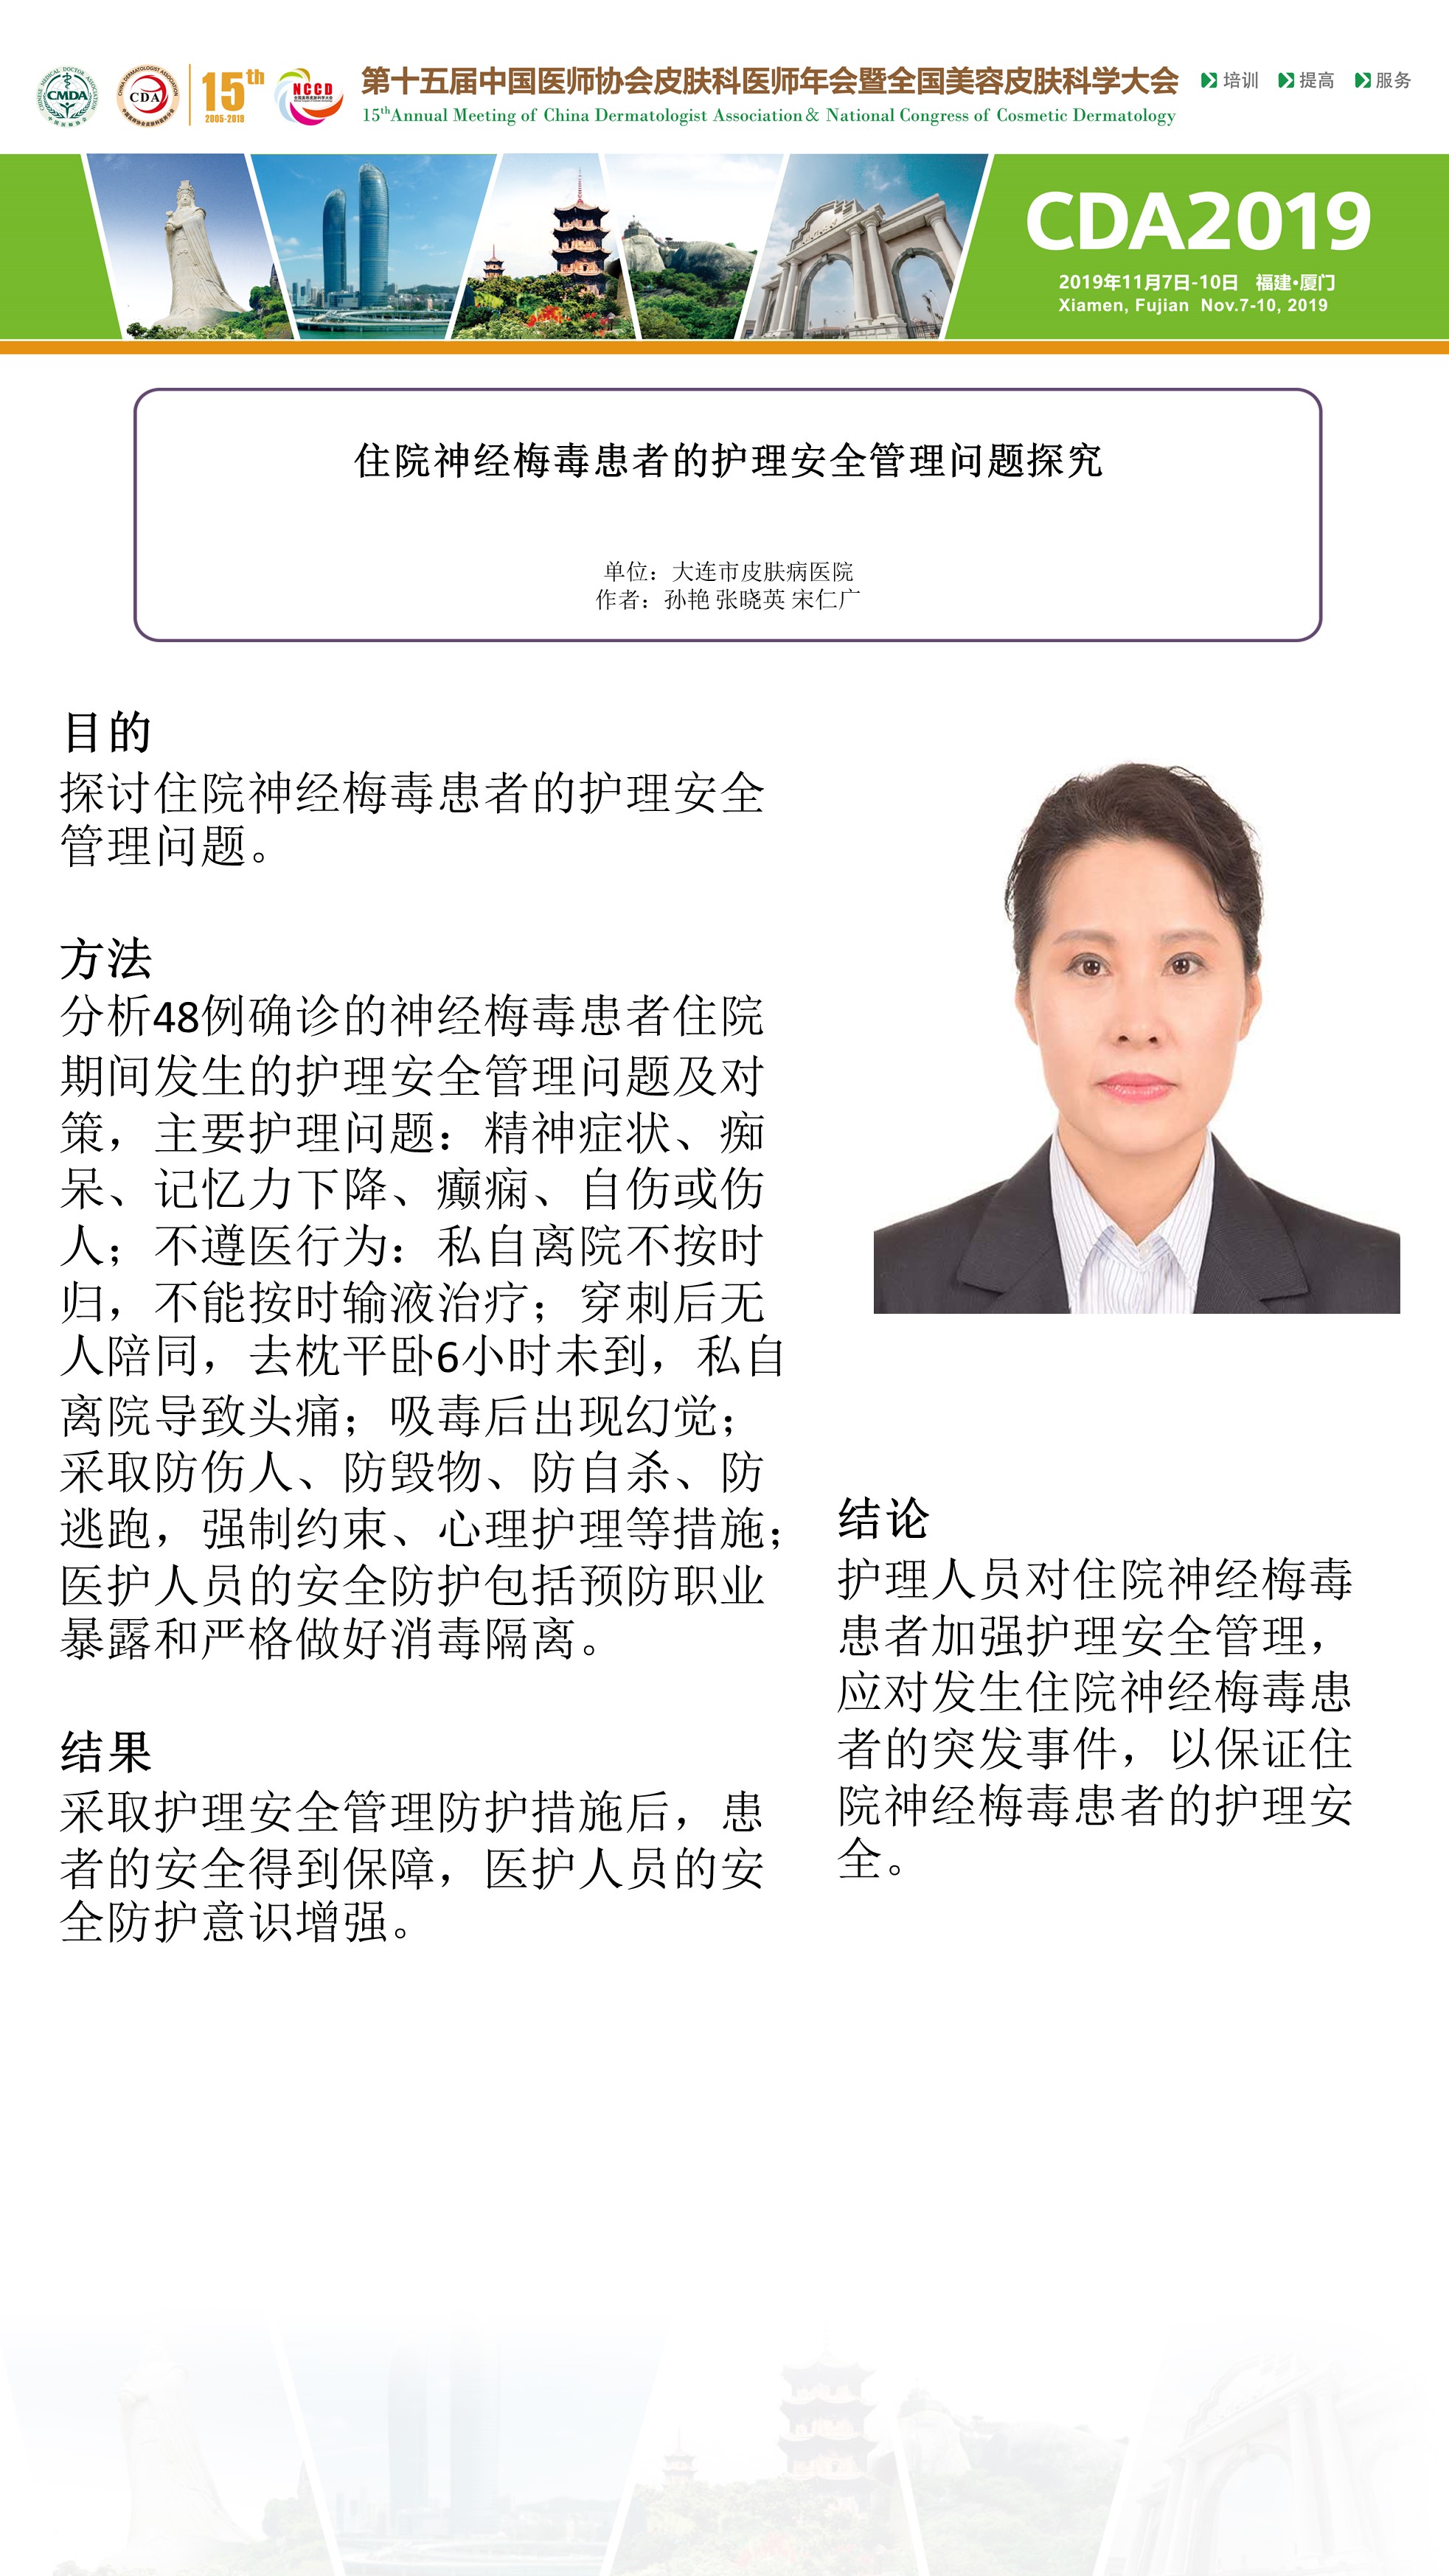 CMDA
CDA
15th
2005-2019
NCCD
第十五届中国医师协会皮肤科医师年会暨全国美容皮肤科学大会
15thAnnual Meeting of China Dermatologist Association & National Congress of Cosmetic Dermatology
培训 提高 服务
CDA2019
2019年11月7日-10日 福建·厦门
Xiamen, Fujian Nov.7-10, 2019
住院神经梅毒患者的护理安全管理问题探究
单位：大连市皮肤病医院
作者：孙艳 张晓英 宋仁广
目的
探讨住院神经梅毒患者的护理安全
管理问题。
方法
分析48例确诊的神经梅毒患者住院
期间发生的护理安全管理问题及对
策，主要护理问题：精神症状、痴
呆、记忆力下降、癫痫、自伤或伤
人；不遵医行为：私自离院不按时
归，不能按时输液治疗；穿刺后无
人陪同，去枕平卧6小时未到，私自
离院导致头痛；吸毒后出现幻觉；
采取防伤人、防毁物、防自杀、防
逃跑，强制约束、心理护理等措施；
医护人员的安全防护包括预防职业
暴露和严格做好消毒隔离。
结果
采取护理安全管理防护措施后，患
者的安全得到保障，医护人员的安
全防护意识增强。
结论
护理人员对住院神经梅毒
患者加强护理安全管理，
应对发生住院神经梅毒患
者的突发事件，以保证住
院神经梅毒患者的护理安
全。